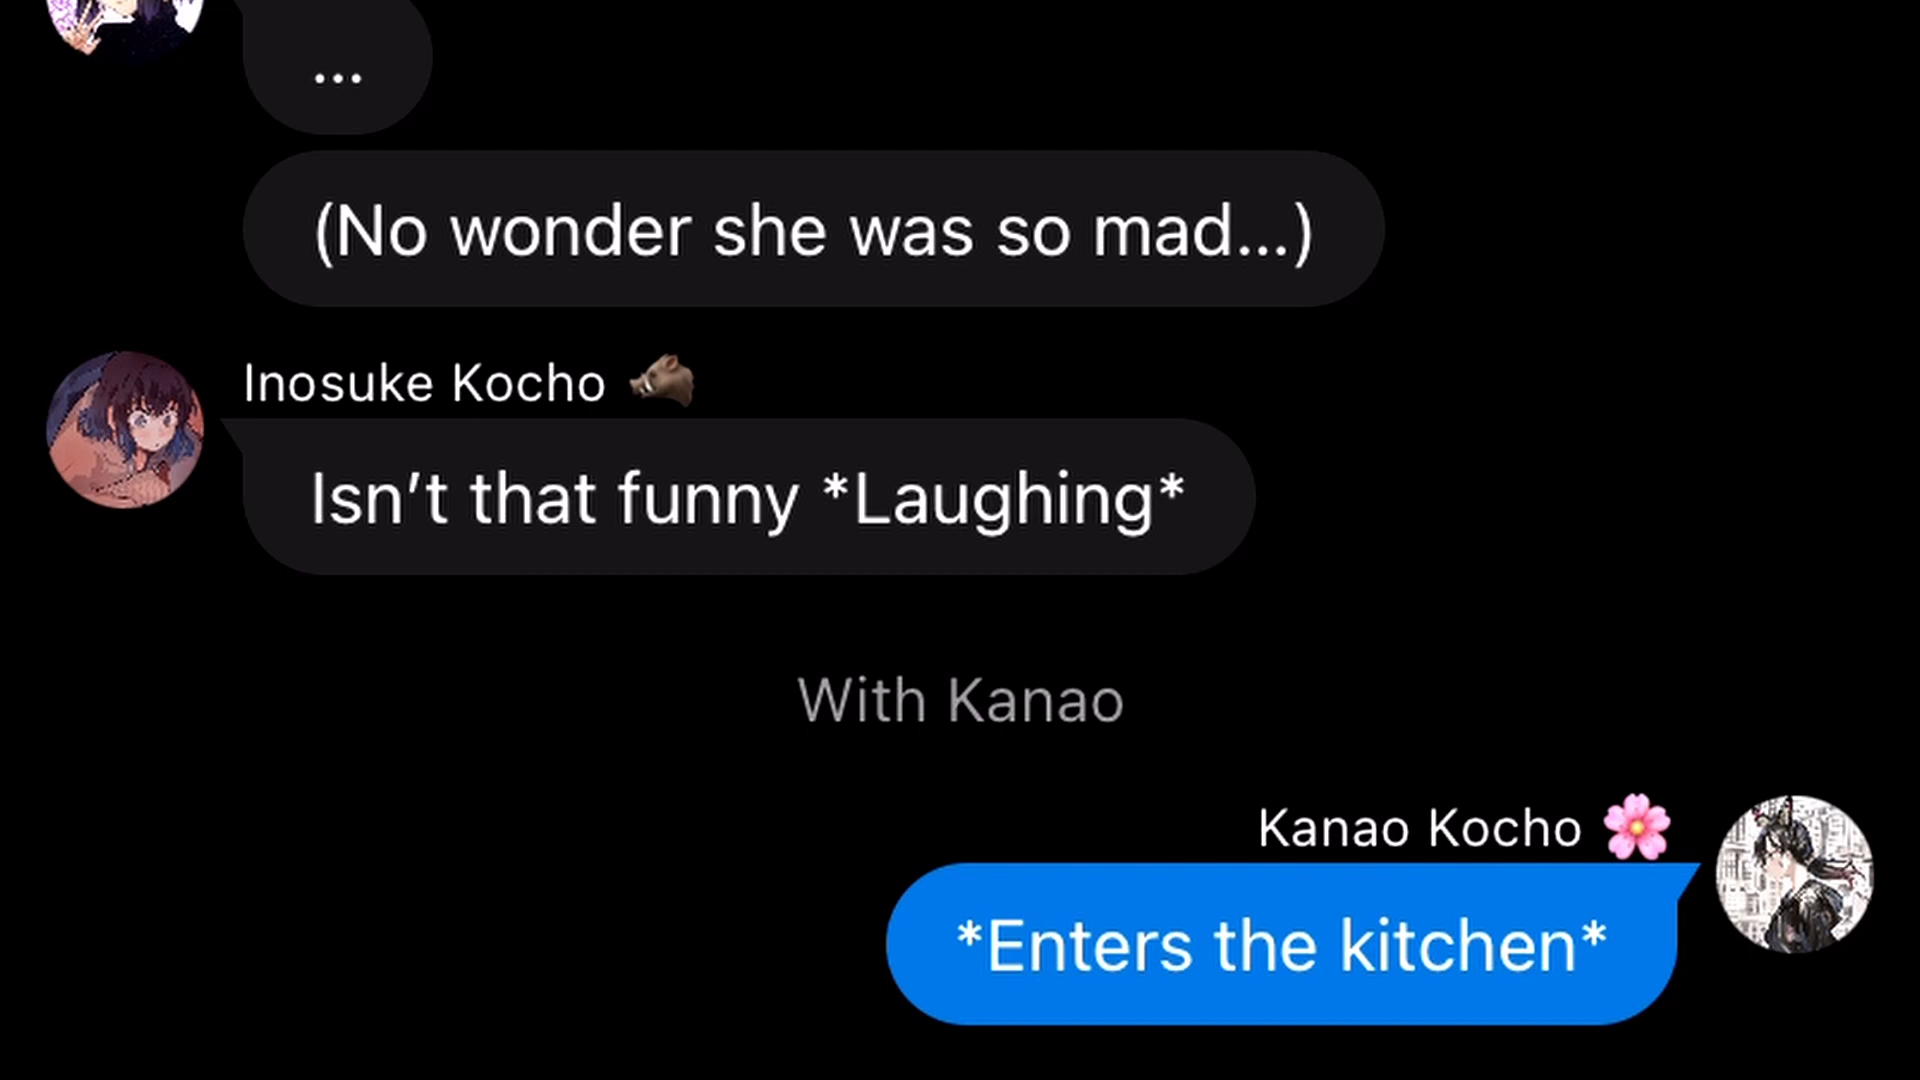 ...
(No wonder she was so mad...)
Inosuke Kocho 🐗
Isn’t that funny *Laughing*
With Kanao
Kanao Kocho 🌸
*Enters the kitchen*